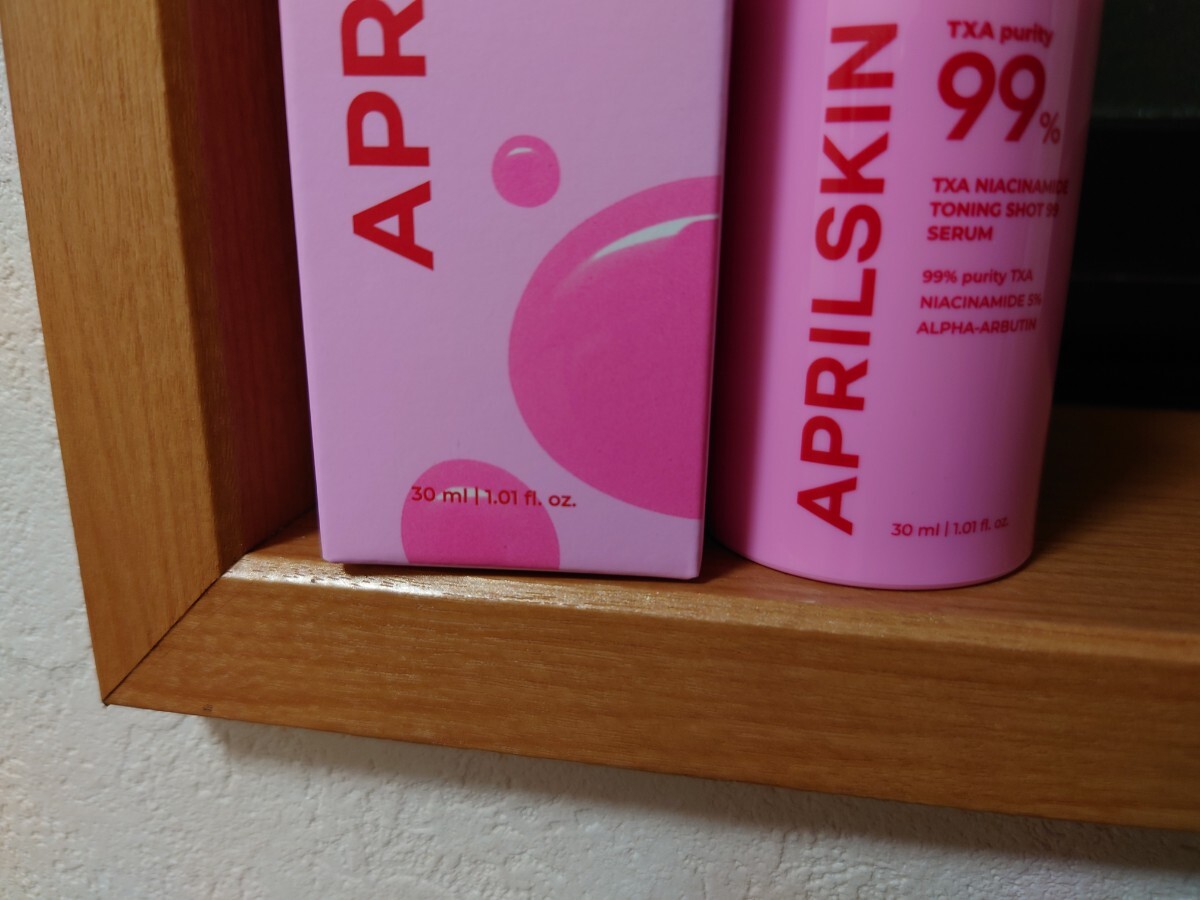 APR
30 ml | 1.01 fl. oz.
APRILSKIN
TXA purity
99%
TXA NIACINAMIDE
TONING SHOT 99
SERUM
99% purity TXA
NIACINAMIDE 5%
ALPHA-ARBUTIN
30 ml | 1.01 fl. oz.